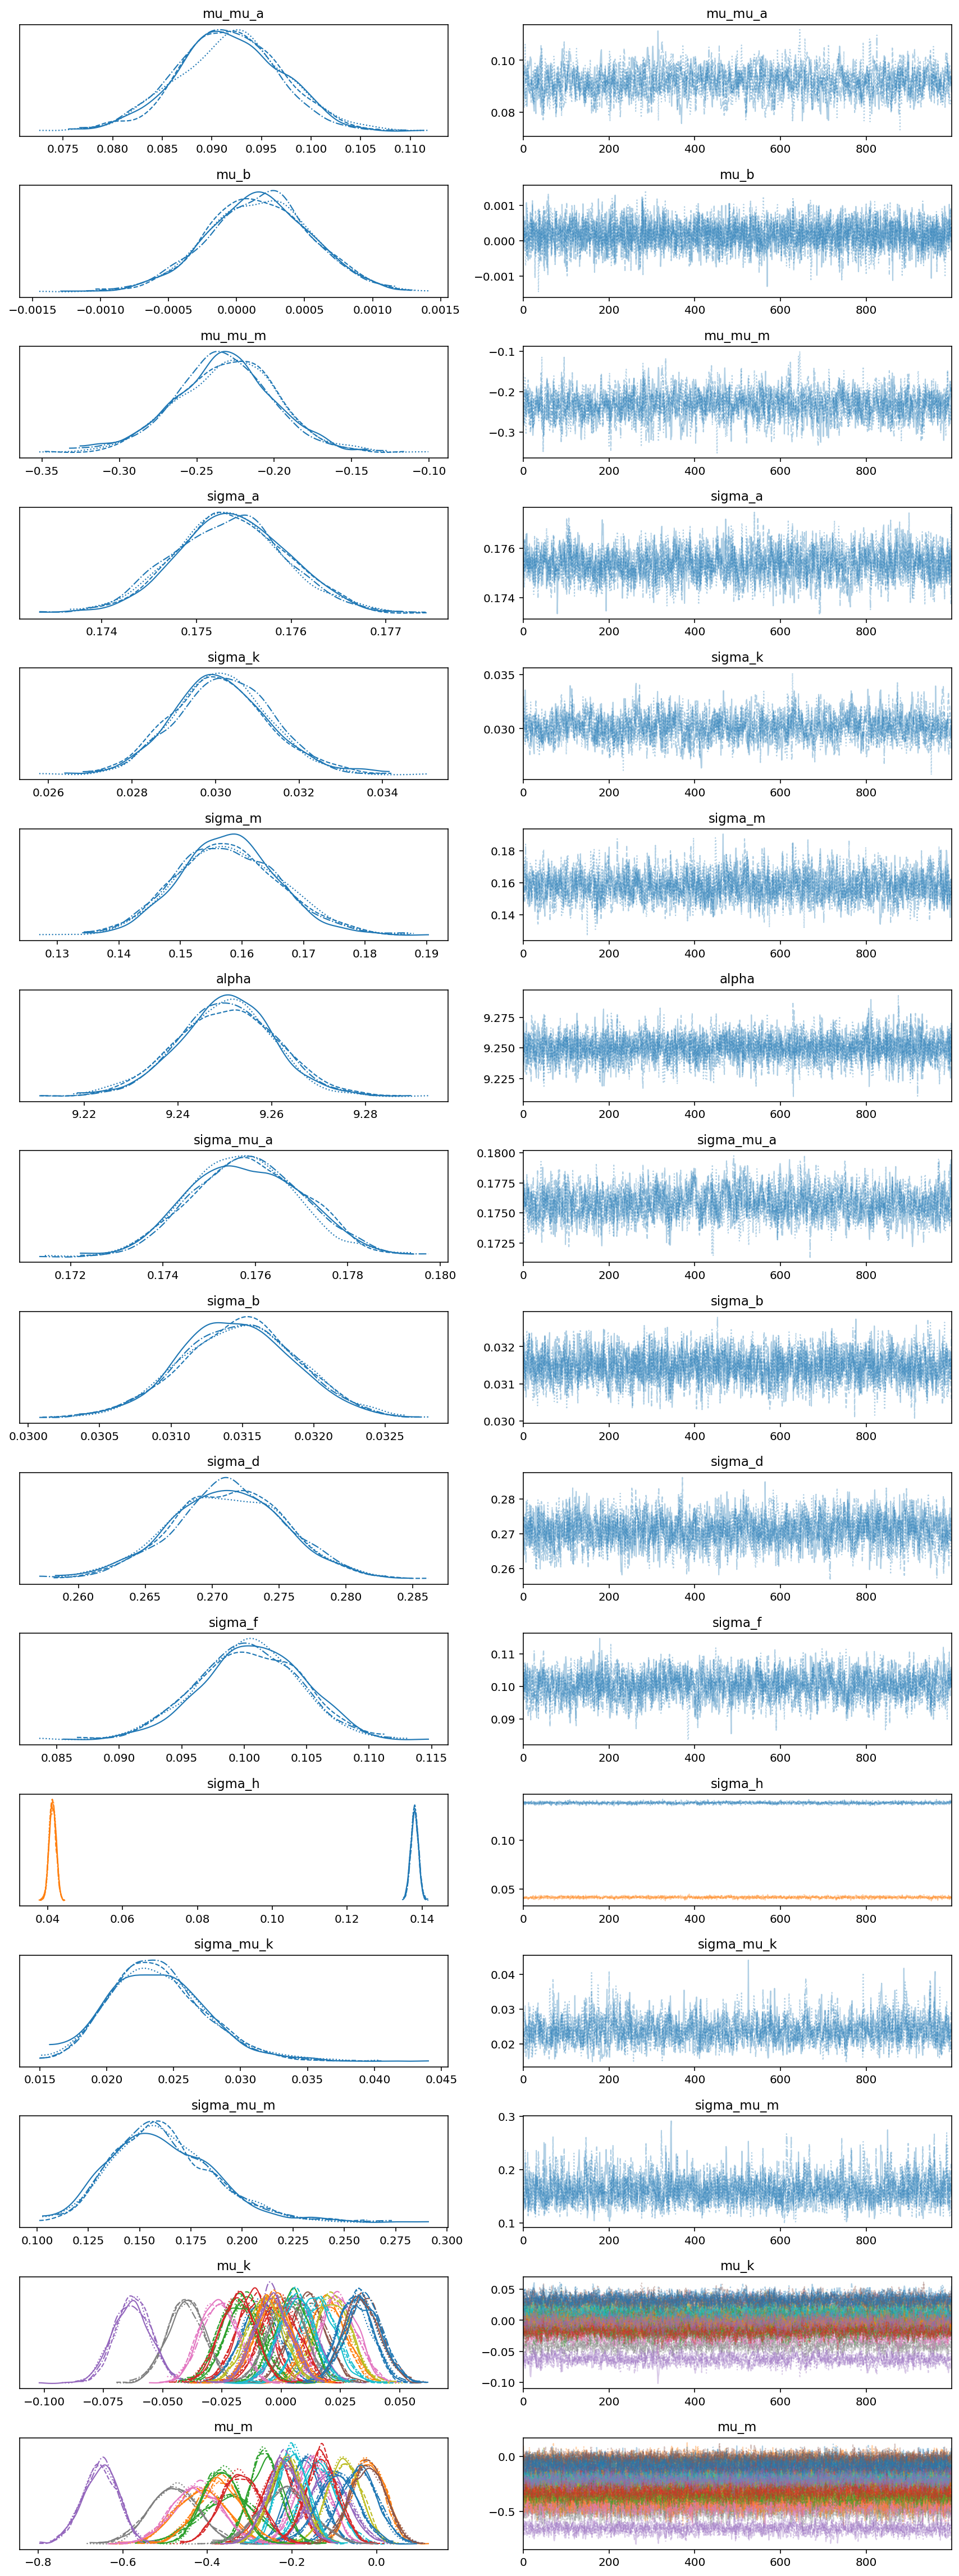 mu_mu_a mu_mu_a
0.10
0.08
0.075 0.080 0.085 0.090 0.095 0.100 0.105 0.110 0 200 400 600 800
mu_b mu_b
0.001
0.000
−0.001
−0.0015 −0.0010 −0.0005 0.0000 0.0005 0.0010 0.0015 0 200 400 600 800
mu_mu_m mu_mu_m
−0.1
−0.2
−0.3
−0.35 −0.30 −0.25 −0.20 −0.15 −0.10 0 200 400 600 800
sigma_a sigma_a
0.176
0.174
0.174 0.175 0.176 0.177 0 200 400 600 800
sigma_k sigma_k
0.035
0.030
0.026 0.028 0.030 0.032 0.034 0 200 400 600 800
sigma_m sigma_m
0.18
0.16
0.14
0.13 0.14 0.15 0.16 0.17 0.18 0.19 0 200 400 600 800
alpha alpha
9.275
9.250
9.225
9.22 9.24 9.26 9.28 0 200 400 600 800
sigma_mu_a sigma_mu_a
0.1800
0.1775
0.1750
0.1725
0.172 0.174 0.176 0.178 0.180 0 200 400 600 800
sigma_b sigma_b
0.032
0.031
0.030
0.0300 0.0305 0.0310 0.0315 0.0320 0.0325 0 200 400 600 800
sigma_d sigma_d
0.28
0.27
0.26
0.260 0.265 0.270 0.275 0.280 0.285 0 200 400 600 800
sigma_f sigma_f
0.11
0.10
0.09
0.085 0.090 0.095 0.100 0.105 0.110 0.115 0 200 400 600 800
sigma_h sigma_h
0.10
0.05
0.04 0.06 0.08 0.10 0.12 0.14 0 200 400 600 800
sigma_mu_k sigma_mu_k
0.04
0.03
0.02
0.015 0.020 0.025 0.030 0.035 0.040 0.045 0 200 400 600 800
sigma_mu_m sigma_mu_m
0.3
0.2
0.1
0.100 0.125 0.150 0.175 0.200 0.225 0.250 0.275 0.300 0 200 400 600 800
mu_k mu_k
0.05
0.00
−0.05
−0.10
−0.100 −0.075 −0.050 −0.025 0.000 0.025 0.050 0 200 400 600 800
mu_m mu_m
0.0
−0.5
−0.8 −0.6 −0.4 −0.2 0.0 0 200 400 600 800